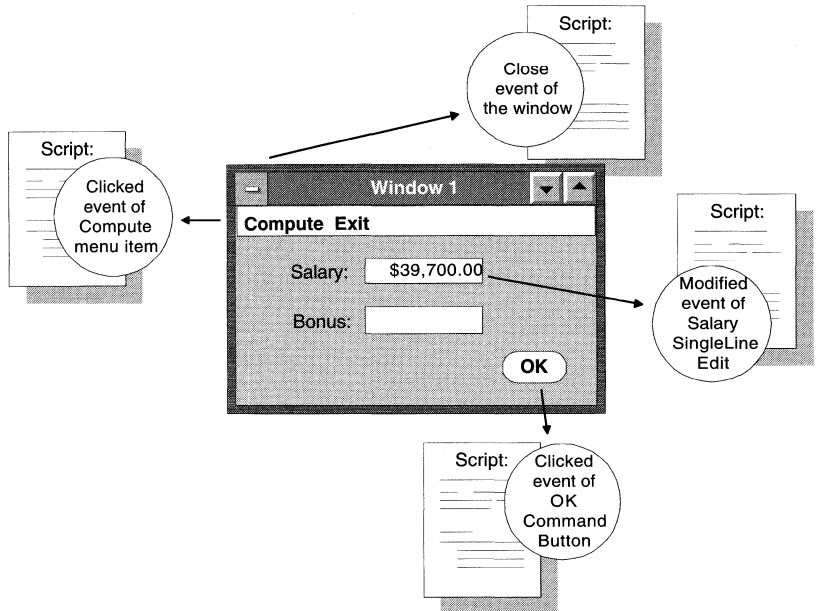 Script:
Close
event of
the window
Script:
Clicked
event of
Compute
menu item
Window 1
Compute Exit
Salary: $39,700.00
Bonus:
OK
Script:
Modified
event of
Salary
SingleLine
Edit
Script:
Clicked
event of
OK
Command
Button